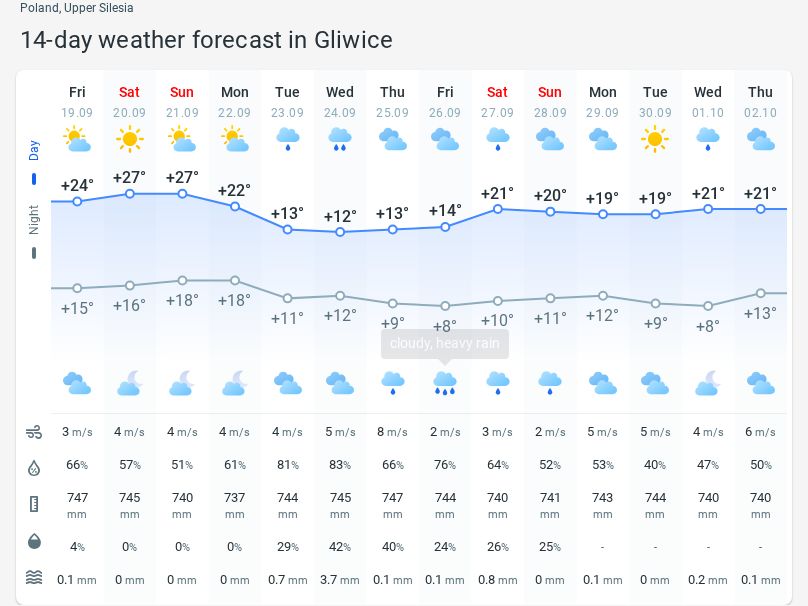 Poland, Upper Silesia
14-day weather forecast in Gliwice
Fri Sat Sun Mon Tue Wed Thu Fri Sat Sun Mon Tue Wed Thu
19.09 20.09 21.09 22.09 23.09 24.09 25.09 26.09 27.09 28.09 29.09 30.09 01.10 02.10
Day
+24° +27° +27° +22° +13° +12° +13° +14° +21° +20° +19° +19° +21° +21°
Night
+15° +16° +18° +18° +11° +12° +9° +8° +10° +11° +12° +9° +8° +13°
cloudy, heavy rain
3 m/s 4 m/s 4 m/s 4 m/s 4 m/s 5 m/s 8 m/s 2 m/s 3 m/s 2 m/s 5 m/s 5 m/s 4 m/s 6 m/s
66% 57% 51% 61% 81% 83% 66% 76% 64% 52% 53% 40% 47% 50%
747 745 740 737 744 745 747 744 740 741 743 744 740 740
mm mm mm mm mm mm mm mm mm mm mm mm mm mm
4% 0% 0% 0% 29% 42% 40% 24% 26% 25% - - - -
0.1 mm 0 mm 0 mm 0 mm 0.7 mm 3.7 mm 0.1 mm 0.1 mm 0.8 mm 0 mm 0.1 mm 0 mm 0.2 mm 0.1 mm